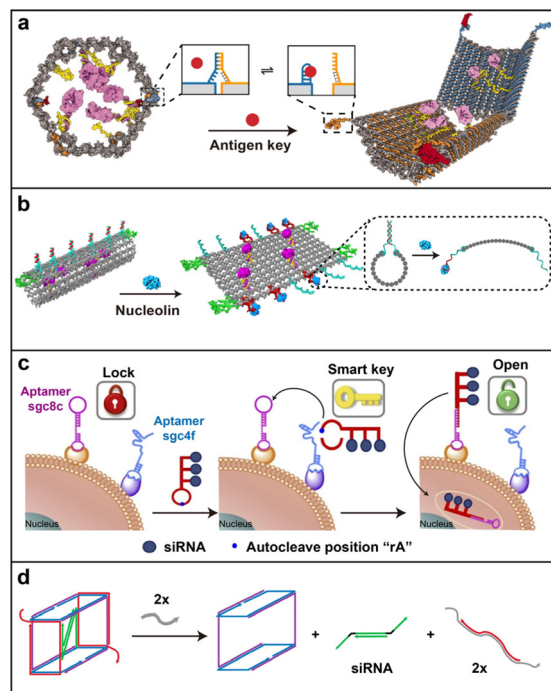 a
Antigen key
b
Nucleolin
c
Lock
Smart key
Open
Aptamer
sgc8c
Aptamer
sgc4f
Nucleus
Nucleus
Nucleus
siRNA
Autocleave position "rA"
d
2x
+
+
siRNA
2x